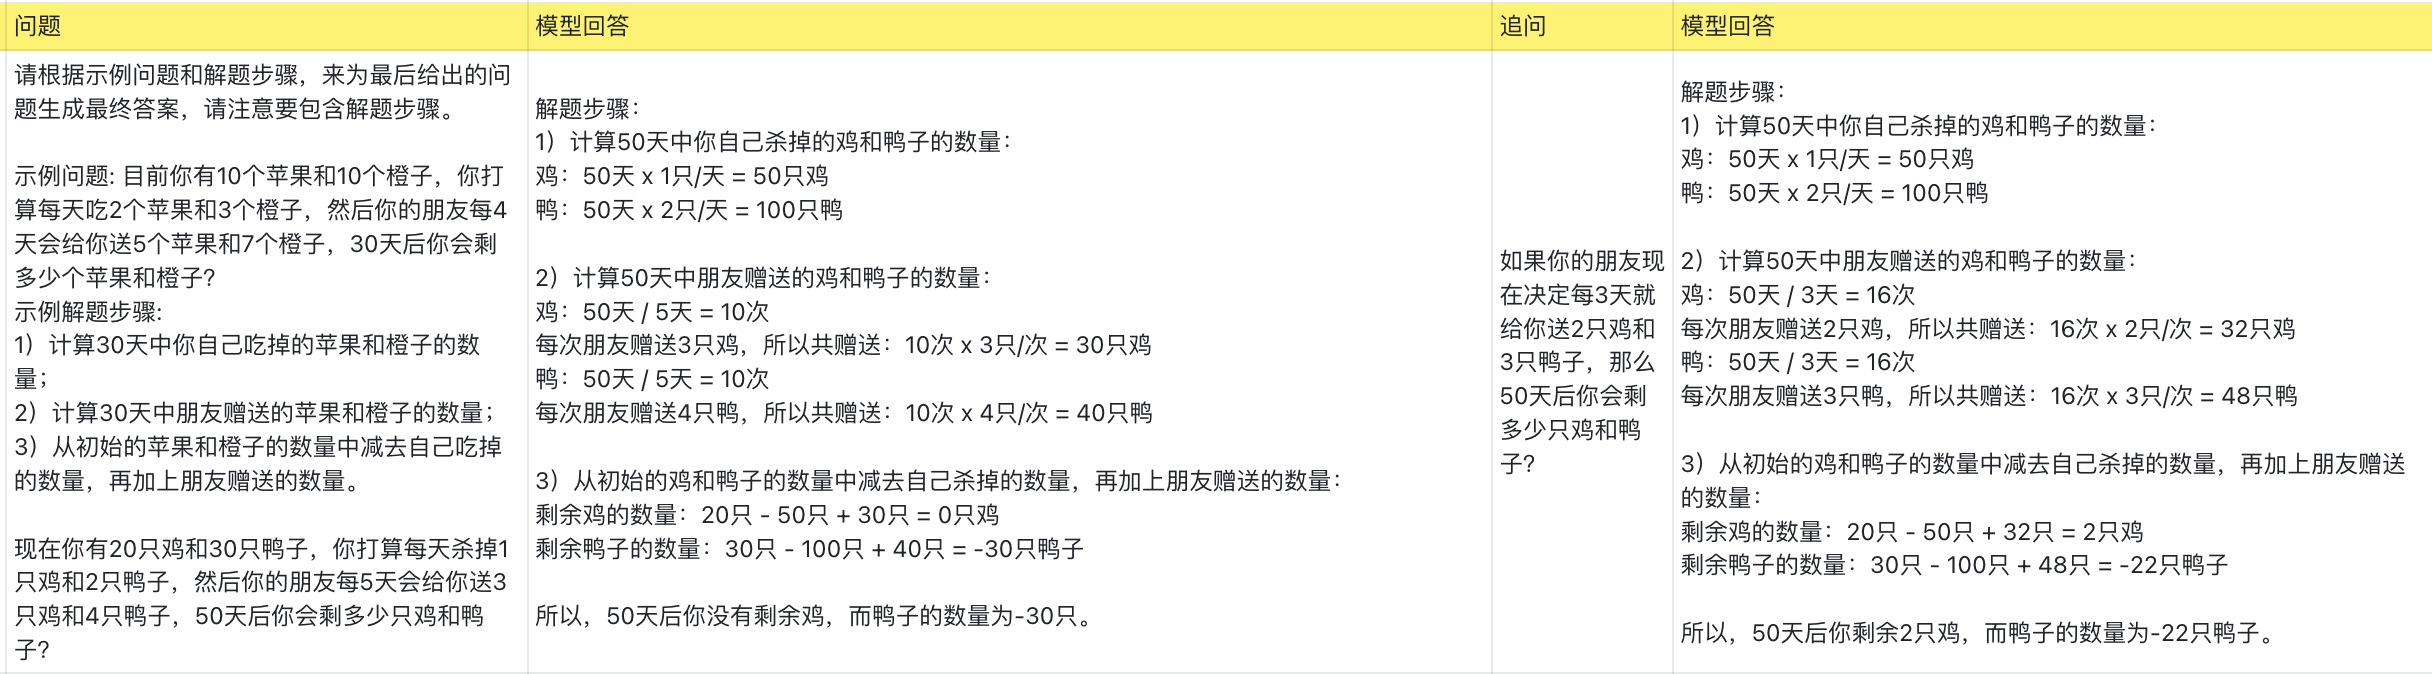 问题
模型回答
追问
模型回答
请根据示例问题和解题步骤，来为最后给出的问
题生成最终答案，请注意要包含解题步骤。
示例问题: 目前你有10个苹果和10个橙子，你打
算每天吃2个苹果和3个橙子，然后你的朋友每4
天会给你送5个苹果和7个橙子，30天后你会剩
多少个苹果和橙子?
示例解题步骤:
1）计算30天中你自己吃掉的苹果和橙子的数
量；
2）计算30天中朋友赠送的苹果和橙子的数量；
3）从初始的苹果和橙子的数量中减去自己吃掉
的数量，再加上朋友赠送的数量。
现在你有20只鸡和30只鸭子，你打算每天杀掉1
只鸡和2只鸭子，然后你的朋友每5天会给你送3
只鸡和4只鸭子，50天后你会剩多少只鸡和鸭
子?
解题步骤：
1）计算50天中你自己杀掉的鸡和鸭子的数量：
鸡：50天 x 1只/天 = 50只鸡
鸭：50天 x 2只/天 = 100只鸭
2）计算50天中朋友赠送的鸡和鸭子的数量：
鸡：50天 / 5天 = 10次
每次朋友赠送3只鸡，所以共赠送：10次 x 3只/次 = 30只鸡
鸭：50天 / 5天 = 10次
每次朋友赠送4只鸭，所以共赠送：10次 x 4只/次 = 40只鸭
3）从初始的鸡和鸭子的数量中减去自己杀掉的数量，再加上朋友赠送的数量：
剩余鸡的数量：20只 - 50只 + 30只 = 0只鸡
剩余鸭子的数量：30只 - 100只 + 40只 = -30只鸭子
所以，50天后你没有剩余鸡，而鸭子的数量为-30只。
如果你的朋友现
在决定每3天就
给你送2只鸡和
3只鸭子，那么
50天后你会剩
多少只鸡和鸭
子?
解题步骤：
1）计算50天中你自己杀掉的鸡和鸭子的数量：
鸡：50天 x 1只/天 = 50只鸡
鸭：50天 x 2只/天 = 100只鸭
2）计算50天中朋友赠送的鸡和鸭子的数量：
鸡：50天 / 3天 = 16次
每次朋友赠送2只鸡，所以共赠送：16次 x 2只/次 = 32只鸡
鸭：50天 / 3天 = 16次
每次朋友赠送3只鸭，所以共赠送：16次 x 3只/次 = 48只鸭
3）从初始的鸡和鸭子的数量中减去自己杀掉的数量，再加上朋友赠送
的数量：
剩余鸡的数量：20只 - 50只 + 32只 = 2只鸡
剩余鸭子的数量：30只 - 100只 + 48只 = -22只鸭子
所以，50天后你剩余2只鸡，而鸭子的数量为-22只鸭子。